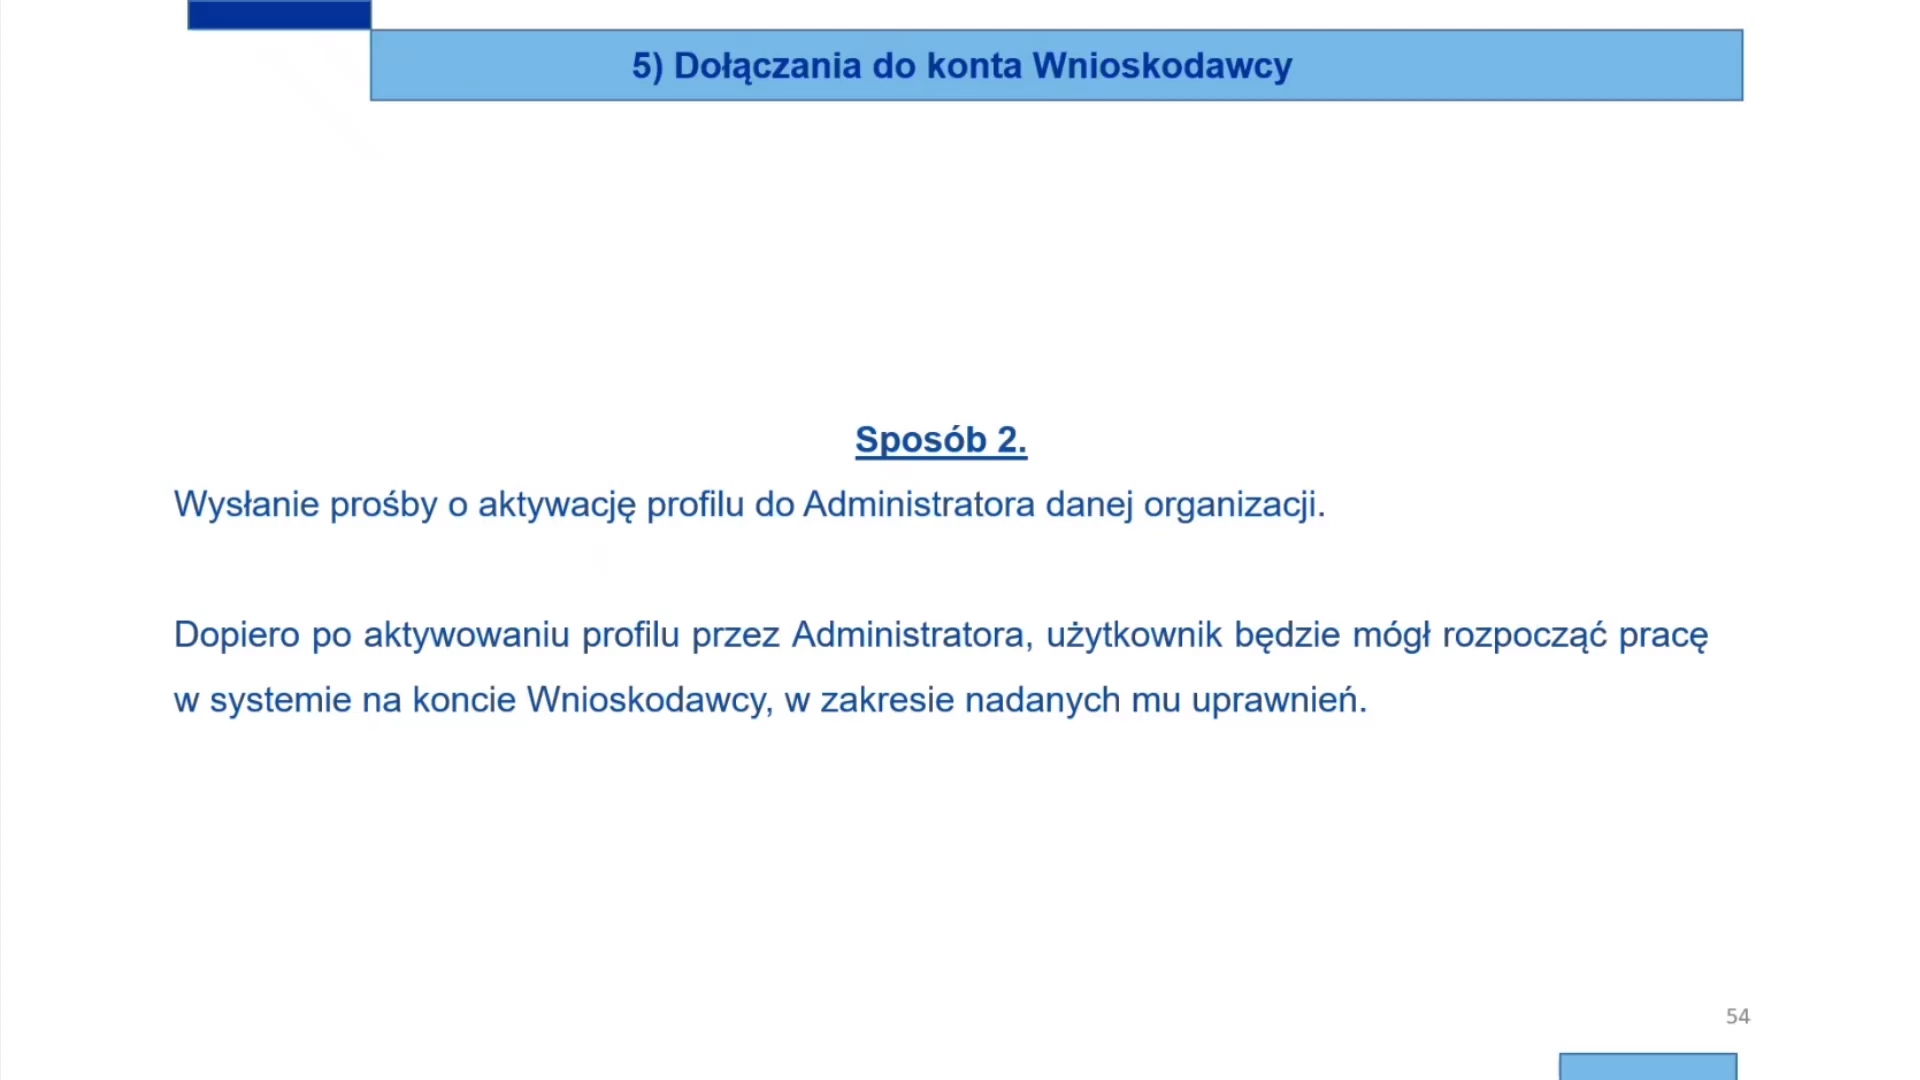 5) Dołączania do konta Wnioskodawcy
Sposób 2.
Wysłanie prośby o aktywację profilu do Administratora danej organizacji.
Dopiero po aktywowaniu profilu przez Administratora, użytkownik będzie mógł rozpocząć pracę
w systemie na koncie Wnioskodawcy, w zakresie nadanych mu uprawnień.
54